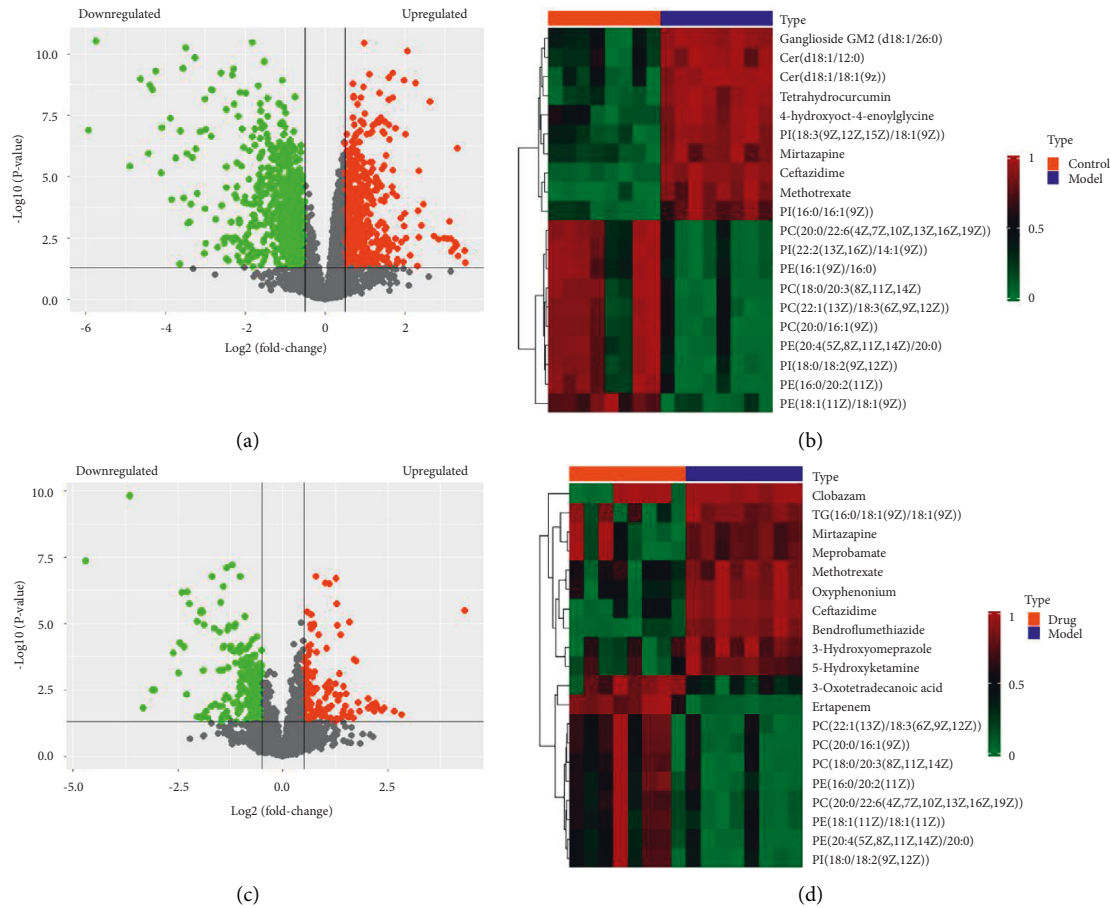 Downregulated Upregulated
10.0
7.5
5.0
2.5
0.0
-Log10 (P-value)
-6 -4 -2 0 2
Log2 (fold-change)
(a)
Type
Ganglioside GM2 (d18:1/26:0)
Cer(d18:1/12:0)
Cer(d18:1/18:1(9z))
Tetrahydrocurcumin
4-hydroxyoct-4-enoylglycine
PI(18:3(9Z,12Z,15Z)/18:1(9Z))
Mirtazapine
Ceftazidime
Methotrexate
PI(16:0/16:1(9Z))
PC(20:0/22:6(4Z,7Z,10Z,13Z,16Z,19Z))
PI(22:2(13Z,16Z)/14:1(9Z))
PE(16:1(9Z)/16:0)
PC(18:0/20:3(8Z,11Z,14Z)
PC(22:1(13Z)/18:3(6Z,9Z,12Z))
PC(20:0/16:1(9Z))
PE(20:4(5Z,8Z,11Z,14Z)/20:0)
PI(18:0/18:2(9Z,12Z))
PE(16:0/20:2(11Z))
PE(18:1(11Z)/18:1(9Z))
1
0.5
0
Type
Control
Model
(b)
Downregulated Upregulated
10.0
7.5
5.0
2.5
0.0
-Log10 (P-value)
-5.0 -2.5 0.0 2.5
Log2 (fold-change)
(c)
Type
Clobazam
TG(16:0/18:1(9Z)/18:1(9Z))
Mirtazapine
Meprobamate
Methotrexate
Oxyphenonium
Ceftazidime
Bendroflumethiazide
3-Hydroxyomeprazole
5-Hydroxyketamine
3-Oxotetradecanoic acid
Ertapenem
PC(22:1(13Z)/18:3(6Z,9Z,12Z))
PC(20:0/16:1(9Z))
PC(18:0/20:3(8Z,11Z,14Z)
PE(16:0/20:2(11Z))
PC(20:0/22:6(4Z,7Z,10Z,13Z,16Z,19Z))
PE(18:1(11Z)/18:1(11Z))
PE(20:4(5Z,8Z,11Z,14Z)/20:0)
PI(18:0/18:2(9Z,12Z))
1
0.5
0
Type
Drug
Model
(d)